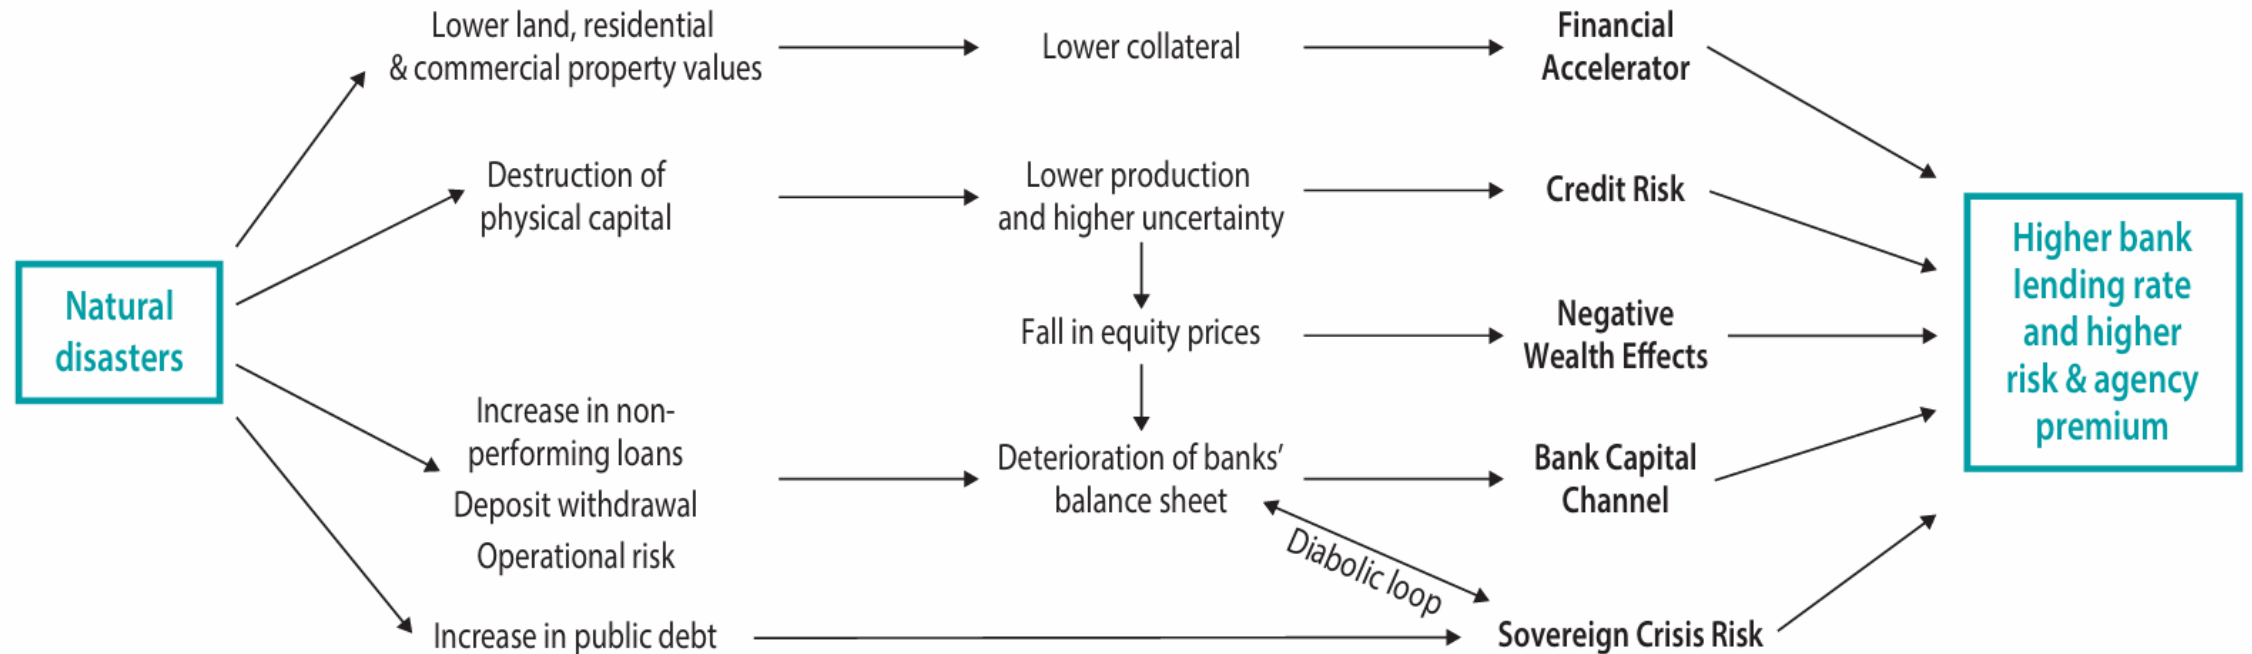 Natural
disasters
Lower land, residential
& commercial property values
Lower collateral
Financial
Accelerator
Destruction of
physical capital
Lower production
and higher uncertainty
Credit Risk
Fall in equity prices
Negative
Wealth Effects
Increase in non-
performing loans
Deposit withdrawal
Operational risk
Deterioration of banks’
balance sheet
Bank Capital
Channel
Diabolic loop
Increase in public debt
Sovereign Crisis Risk
Higher bank
lending rate
and higher
risk & agency
premium